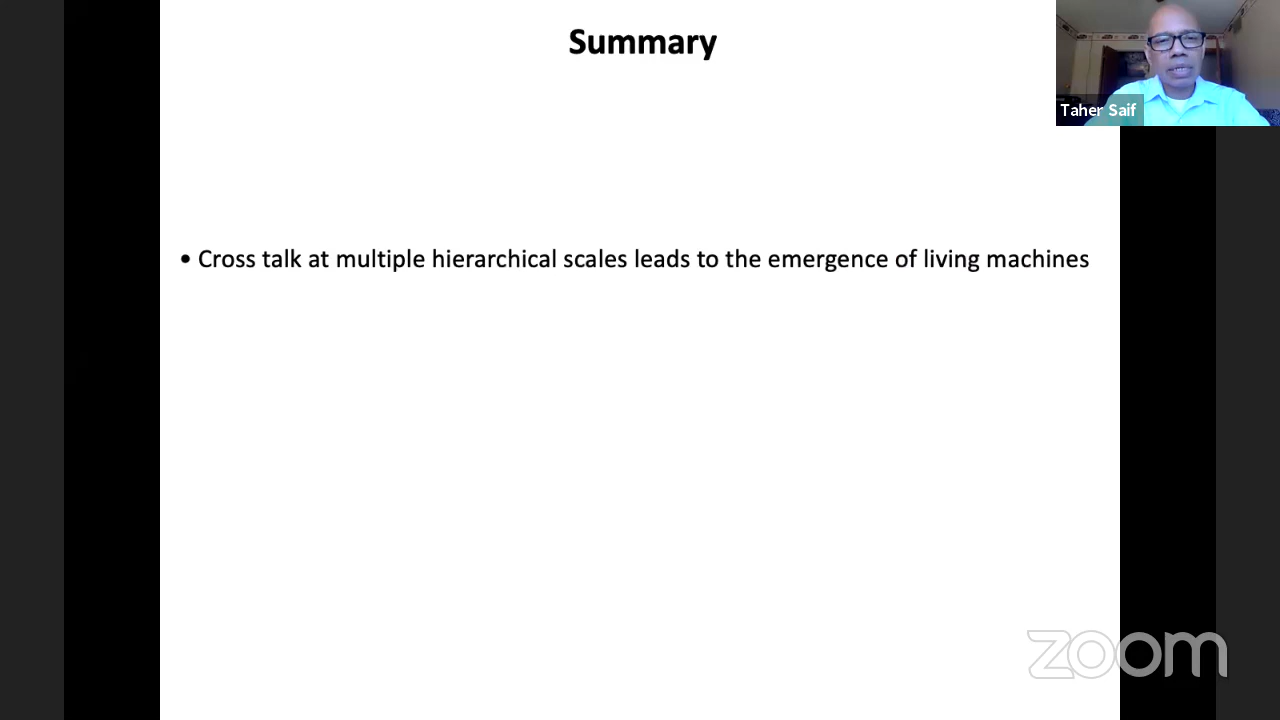 Summary
Taher Saif
• Cross talk at multiple hierarchical scales leads to the emergence of living machines
zoom